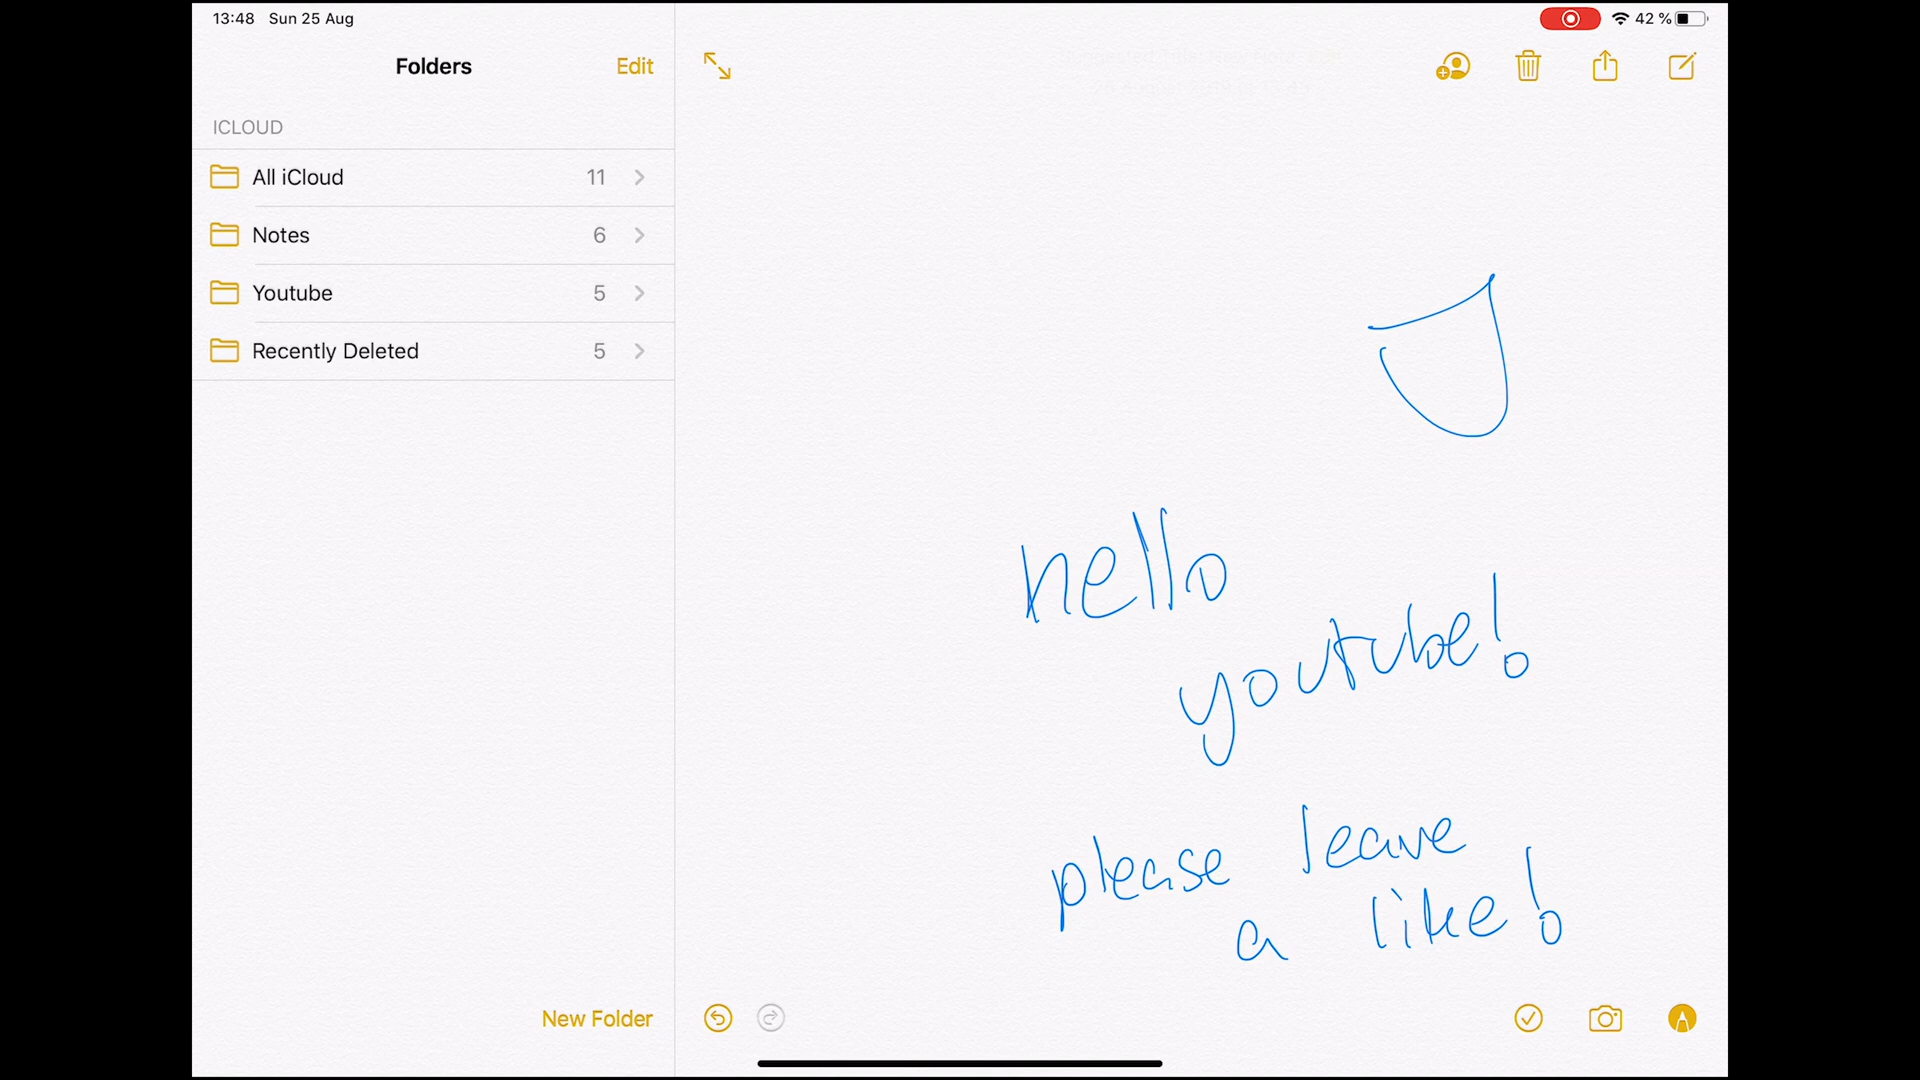 13:48 Sun 25 Aug
42 %
Folders
Edit
ICLOUD
All iCloud 11
Notes 6
Youtube 5
Recently Deleted 5
New Folder
hello
youtube!
please leave
a like!